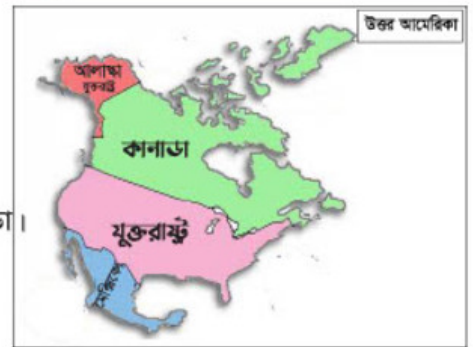 উত্তর আমেরিকা
আলাস্কা
যুক্তরাষ্ট্র
কানাডা
যুক্তরাষ্ট্র
মেক্সিকো